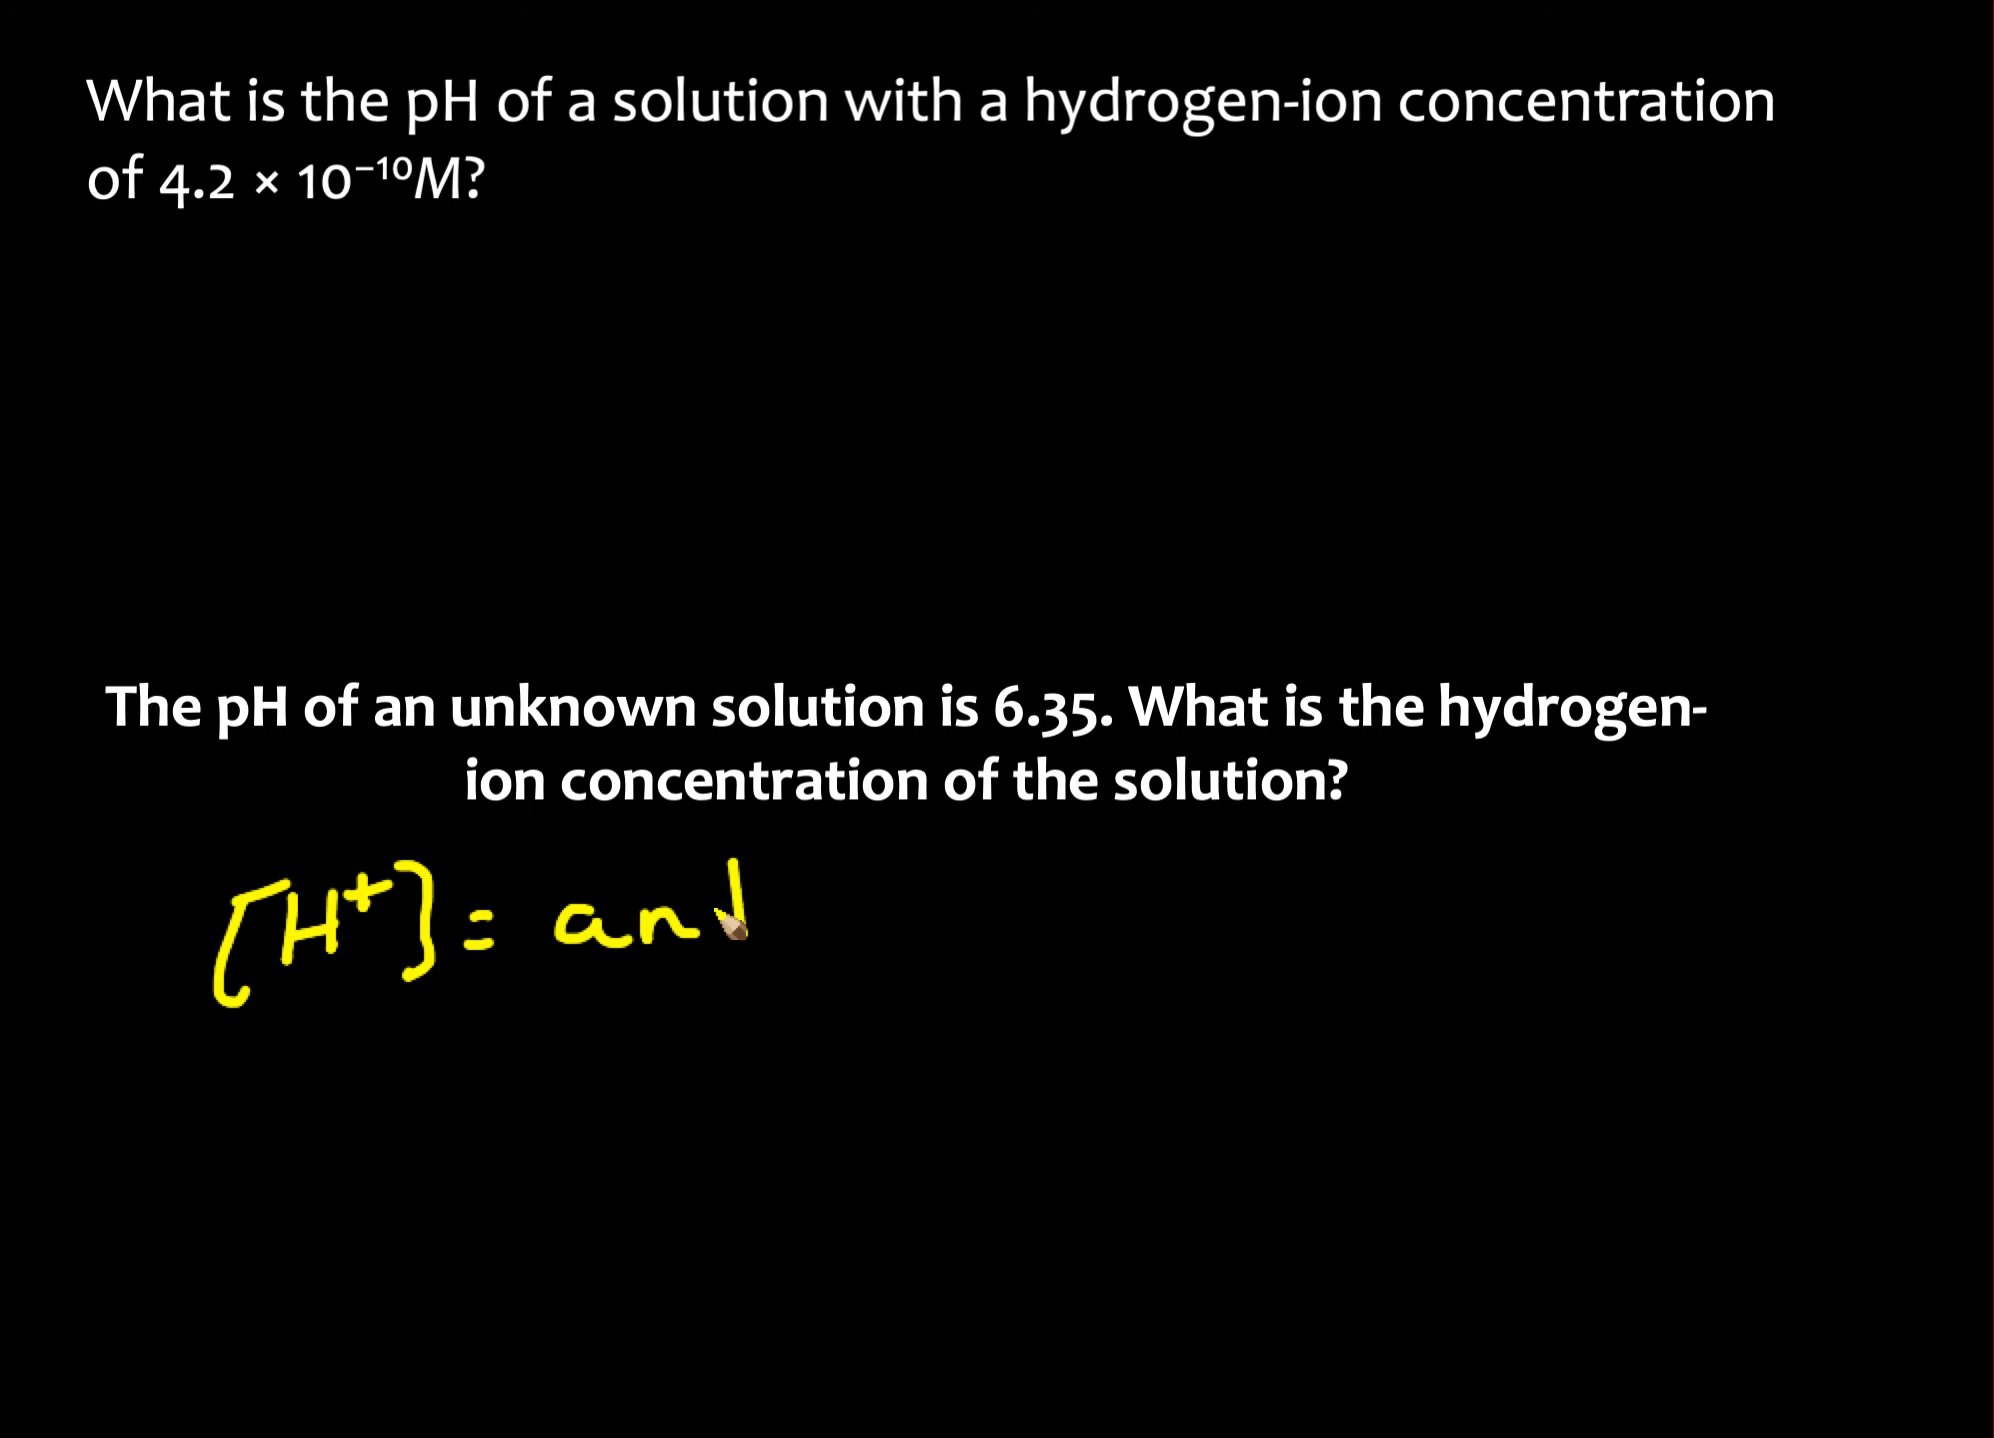 What is the pH of a solution with a hydrogen-ion concentration
of 4.2 × 10⁻¹⁰M?
The pH of an unknown solution is 6.35. What is the hydrogen-
ion concentration of the solution?
[H⁺] = an